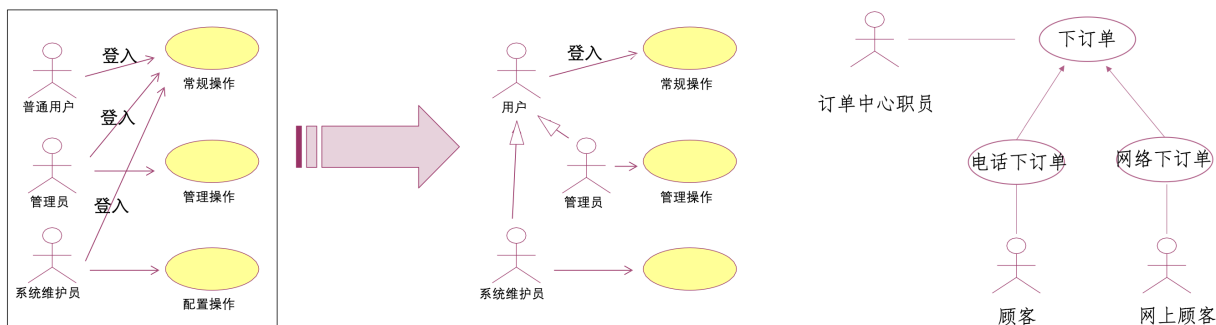 登入
常规操作
普通用户
登入
管理员
管理操作
登入
系统维护员
配置操作
登入
常规操作
用户
管理员
管理操作
系统维护员
下订单
订单中心职员
电话下订单
网络下订单
顾客
网上顾客